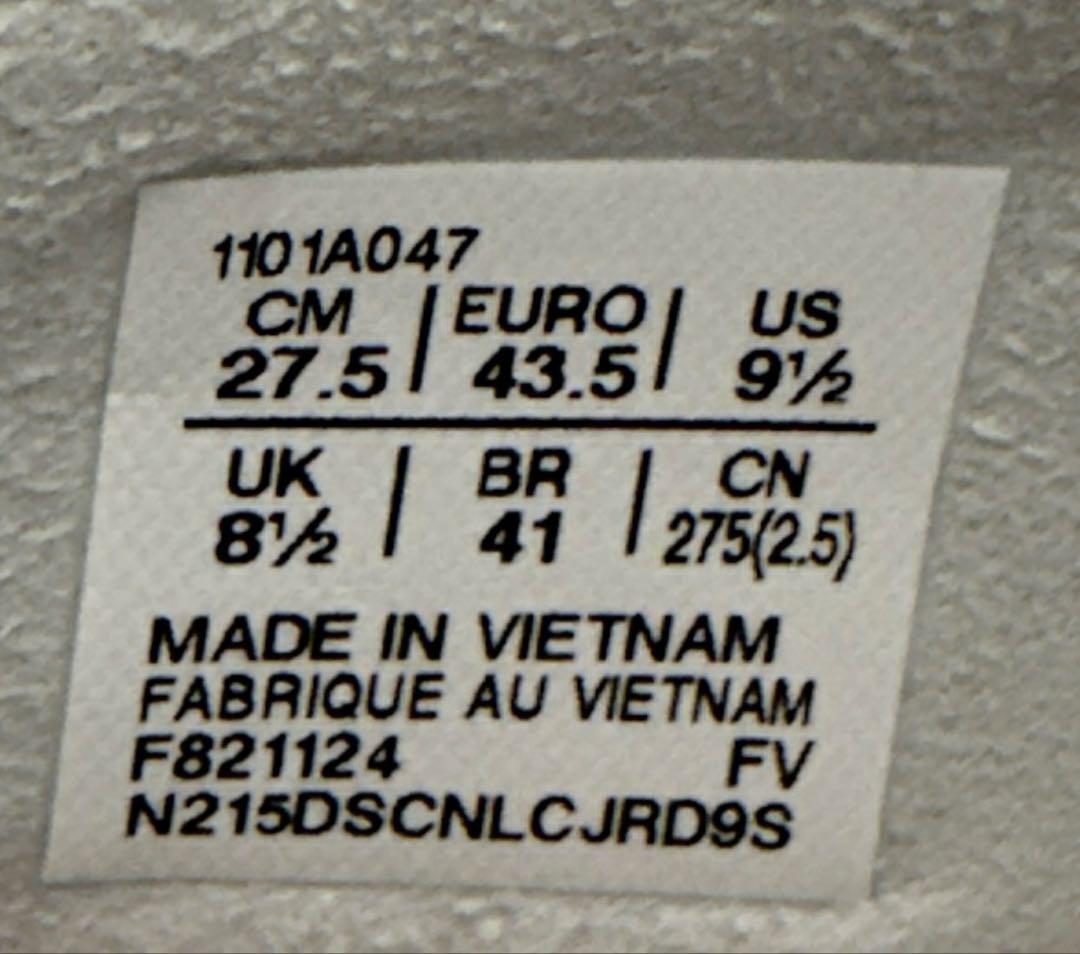 1101A047
CM | EURO | US
27.5 | 43.5 | 9½
UK | BR | CN
8½ | 41 | 275(2.5)
MADE IN VIETNAM
FABRIQUE AU VIETNAM
F821124 FV
N215DSCNLCJRD9S